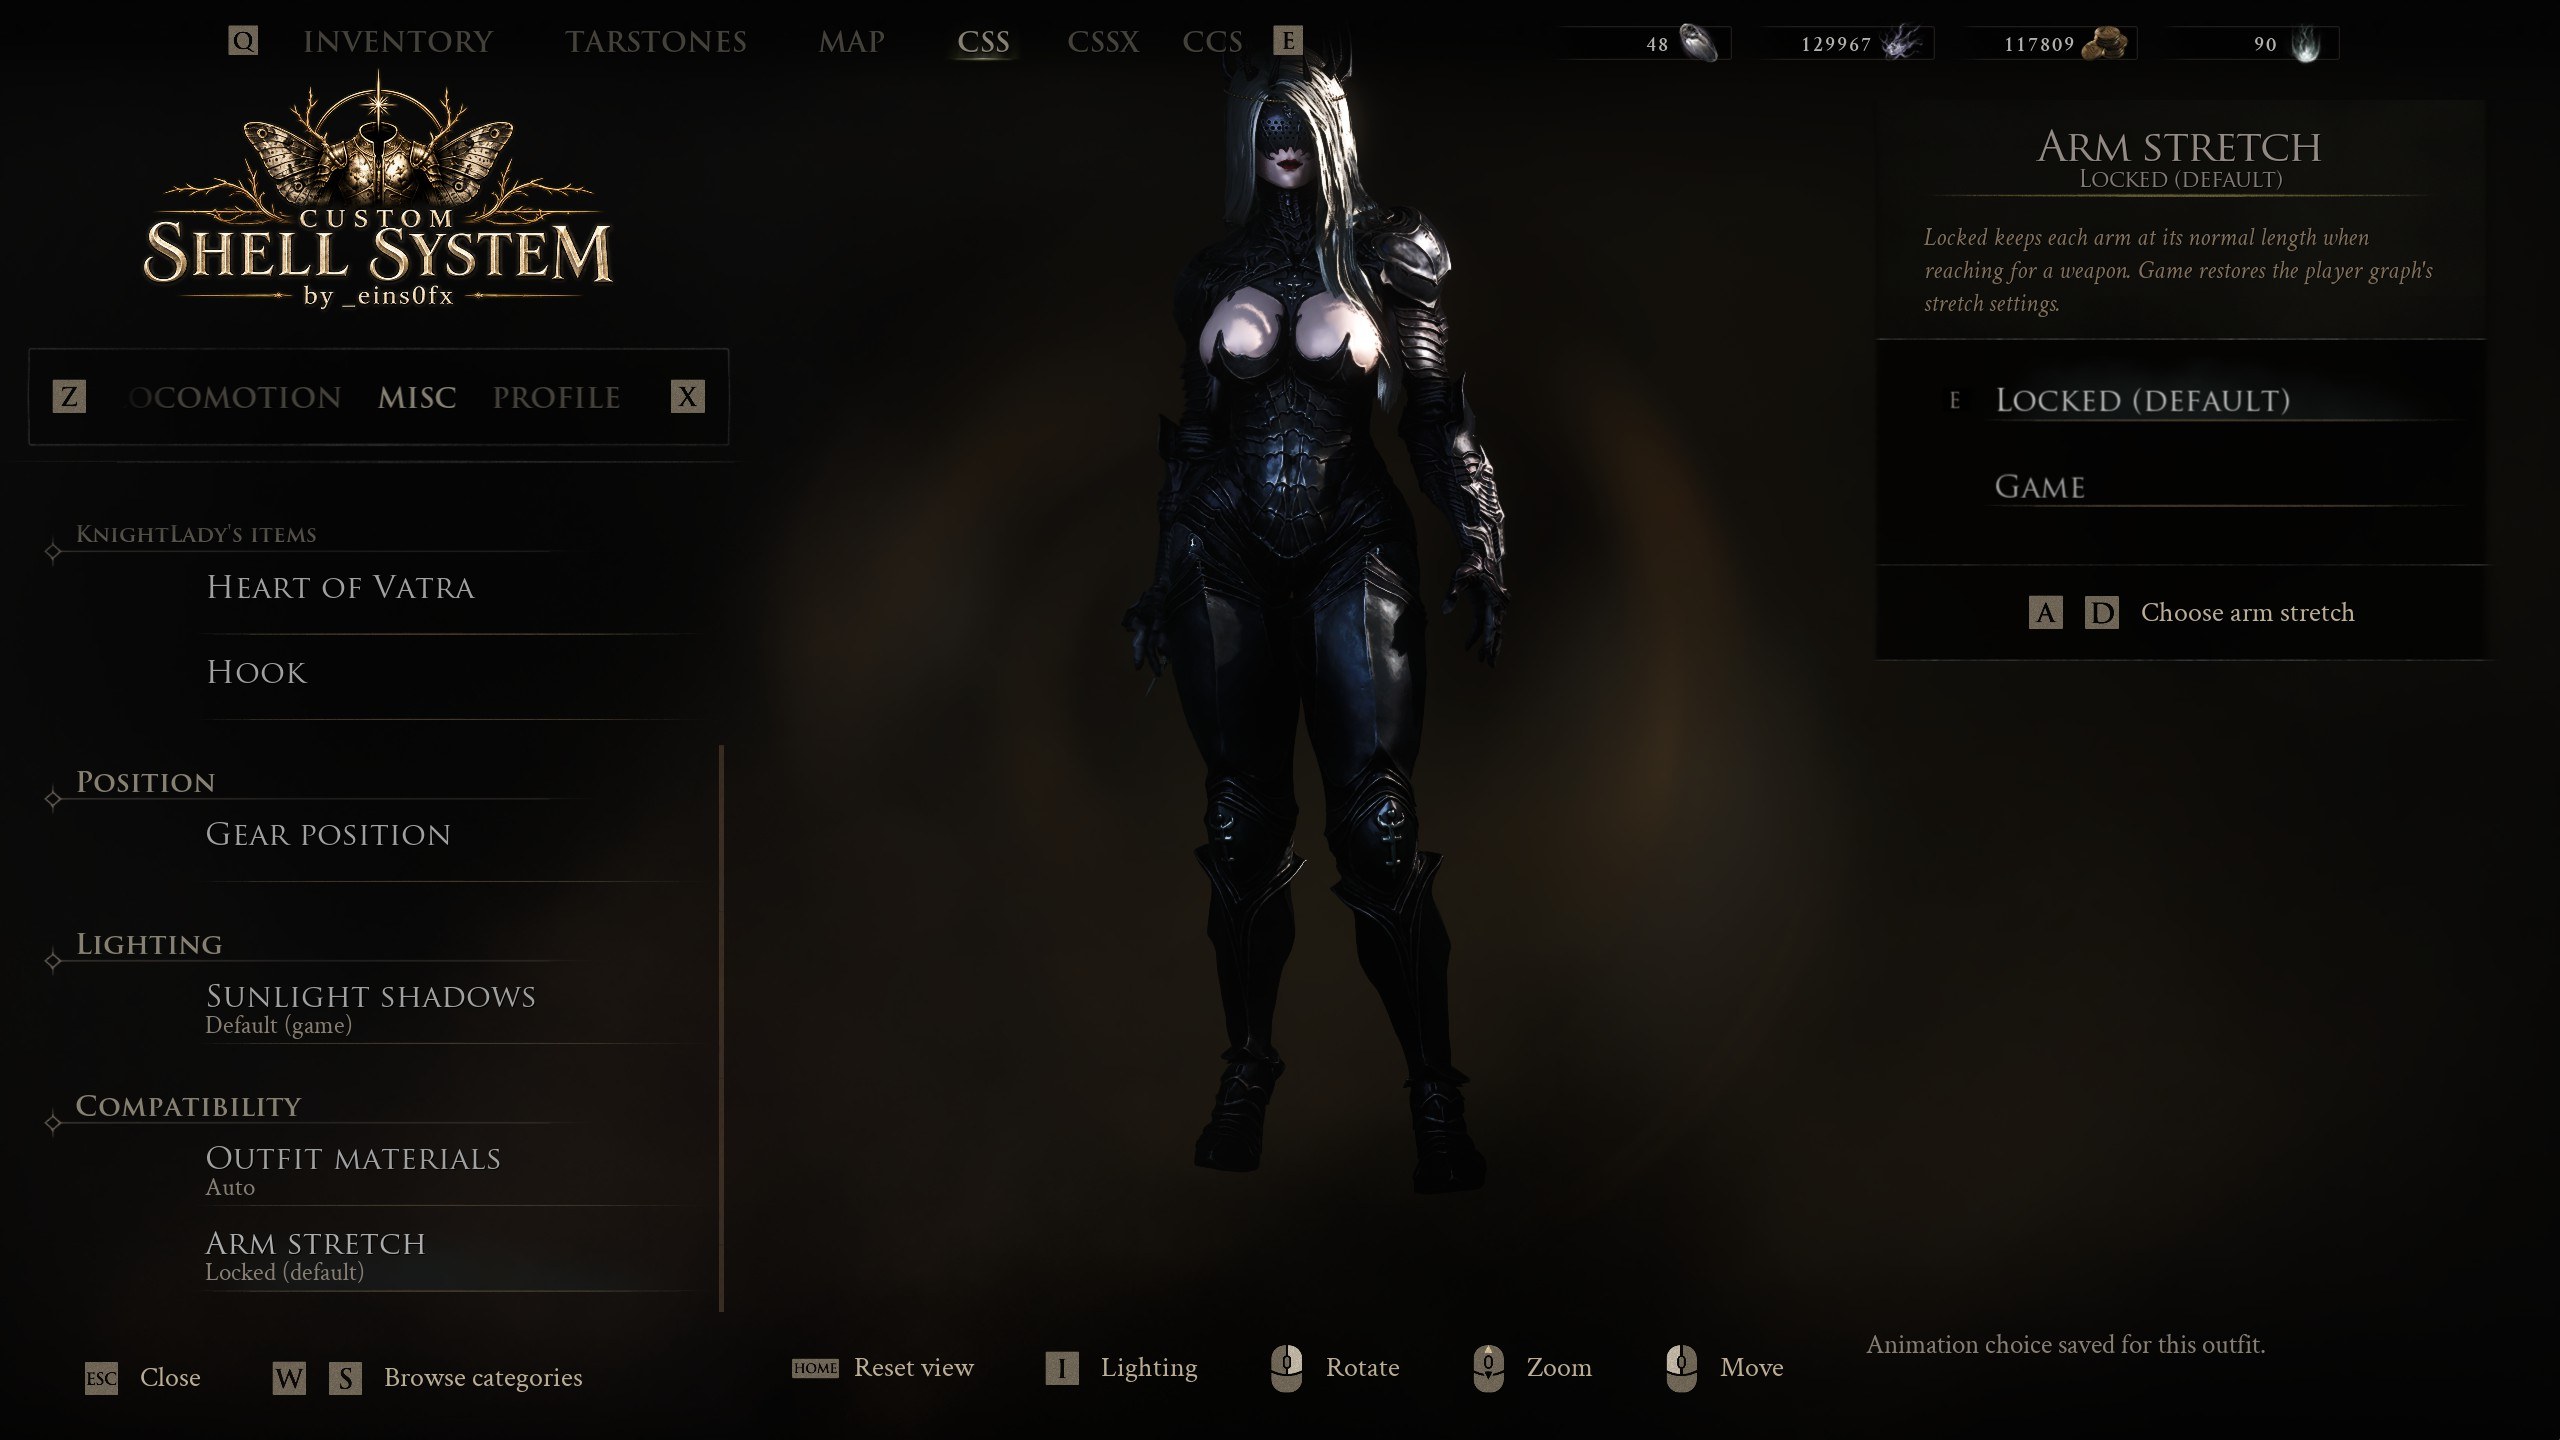 Q INVENTORY TARSTONES MAP CSS CSSX CCS E
48 129967 117809 90
CUSTOM
SHELL SYSTEM
by _eins0fx
Z OCOMOTION MISC PROFILE X
KNIGHTLADY'S ITEMS
HEART OF VATRA
HOOK
POSITION
GEAR POSITION
LIGHTING
SUNLIGHT SHADOWS
Default (game)
COMPATIBILITY
OUTFIT MATERIALS
Auto
ARM STRETCH
Locked (default)
ESC Close W S Browse categories
HOME Reset view I Lighting Rotate Zoom Move
ARM STRETCH
LOCKED (DEFAULT)
Locked keeps each arm at its normal length when
reaching for a weapon. Game restores the player graph's
stretch settings.
E LOCKED (DEFAULT)
GAME
A D Choose arm stretch
Animation choice saved for this outfit.